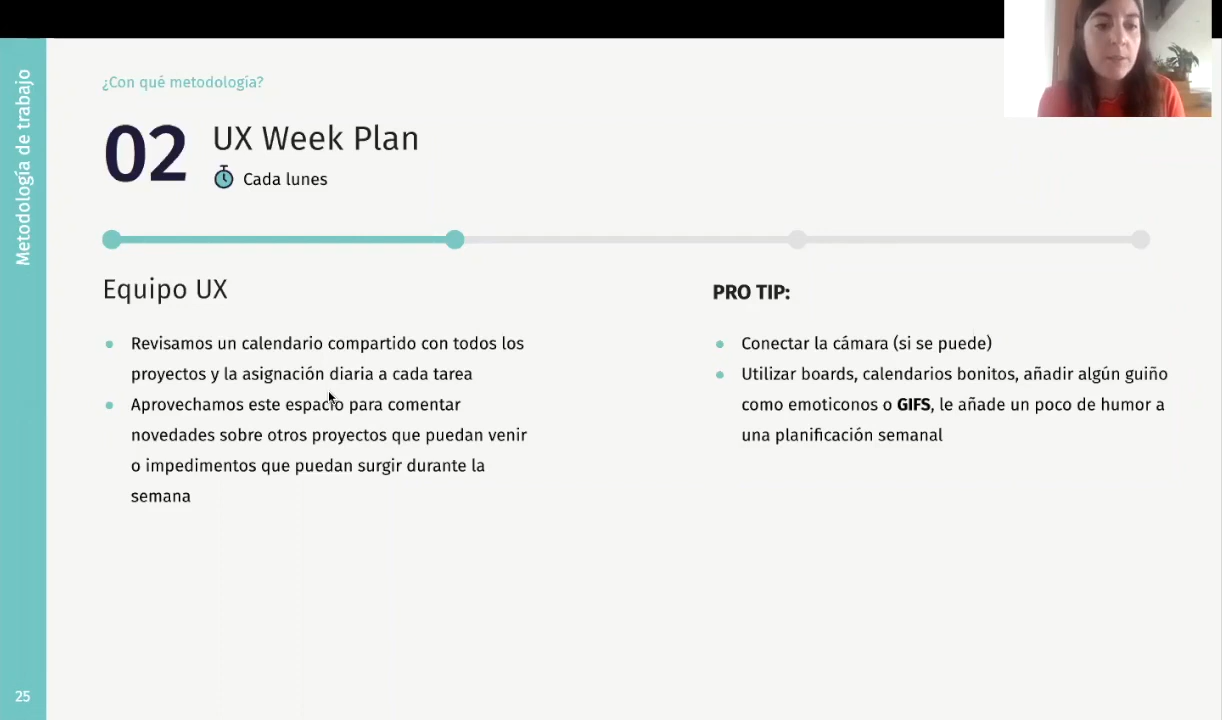 Metodología de trabajo
¿Con qué metodología?
02
UX Week Plan
Cada lunes
Equipo UX
Revisamos un calendario compartido con todos los
proyectos y la asignación diaria a cada tarea
Aprovechamos este espacio para comentar
novedades sobre otros proyectos que puedan venir
o impedimentos que puedan surgir durante la
semana
PRO TIP:
Conectar la cámara (si se puede)
Utilizar boards, calendarios bonitos, añadir algún guiño
como emoticonos o GIFS, le añade un poco de humor a
una planificación semanal
25